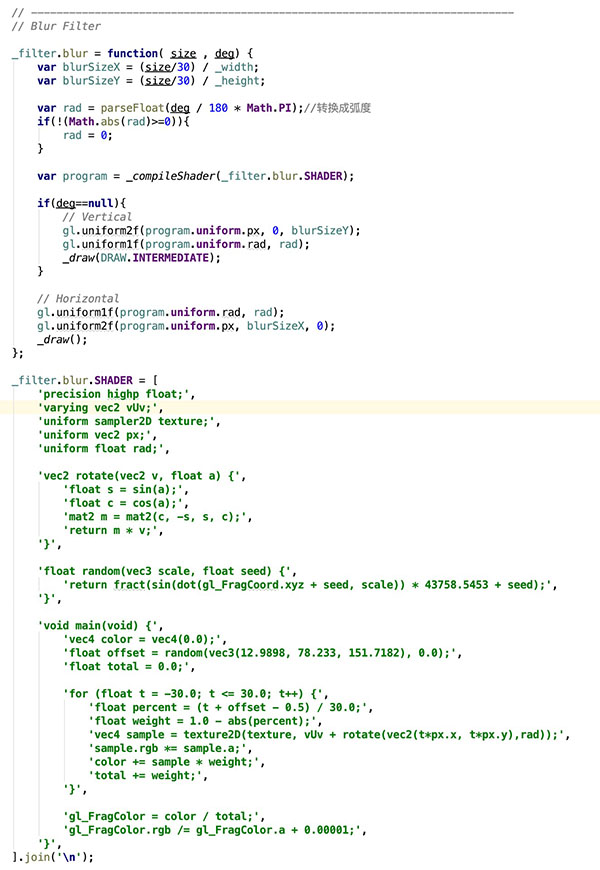 // -------------------------------------------------------------------------
// Blur Filter
_filter.blur = function( size , deg) {
var blurSizeX = (size/30) / _width;
var blurSizeY = (size/30) / _height;
var rad = parseFloat(deg / 180 * Math.PI);//转换成弧度
if(!(Math.abs(rad)>=0)){
rad = 0;
}
var program = _compileShader(_filter.blur.SHADER);
if(deg==null){
// Vertical
gl.uniform2f(program.uniform.px, 0, blurSizeY);
gl.uniform1f(program.uniform.rad, rad);
_draw(DRAW.INTERMEDIATE);
}
// Horizontal
gl.uniform1f(program.uniform.rad, rad);
gl.uniform2f(program.uniform.px, blurSizeX, 0);
_draw();
};
_filter.blur.SHADER = [
'precision highp float;',
'varying vec2 vUv;',
'uniform sampler2D texture;',
'uniform vec2 px;',
'uniform float rad;',
'vec2 rotate(vec2 v, float a) {',
'float s = sin(a);',
'float c = cos(a);',
'mat2 m = mat2(c, -s, s, c);',
'return m * v;',
'}',
'float random(vec3 scale, float seed) {',
'return fract(sin(dot(gl_FragCoord.xyz + seed, scale)) * 43758.5453 + seed);',
'}',
'void main(void) {',
'vec4 color = vec4(0.0);',
'float offset = random(vec3(12.9898, 78.233, 151.7182), 0.0);',
'float total = 0.0;',
'for (float t = -30.0; t <= 30.0; t++) {',
'float percent = (t + offset - 0.5) / 30.0;',
'float weight = 1.0 - abs(percent);',
'vec4 sample = texture2D(texture, vUv + rotate(vec2(t*px.x, t*px.y),rad));',
'sample.rgb *= sample.a;',
'color += sample * weight;',
'total += weight;',
'}',
'gl_FragColor = color / total;',
'gl_FragColor.rgb /= gl_FragColor.a + 0.00001;',
'}',
].join('\n');